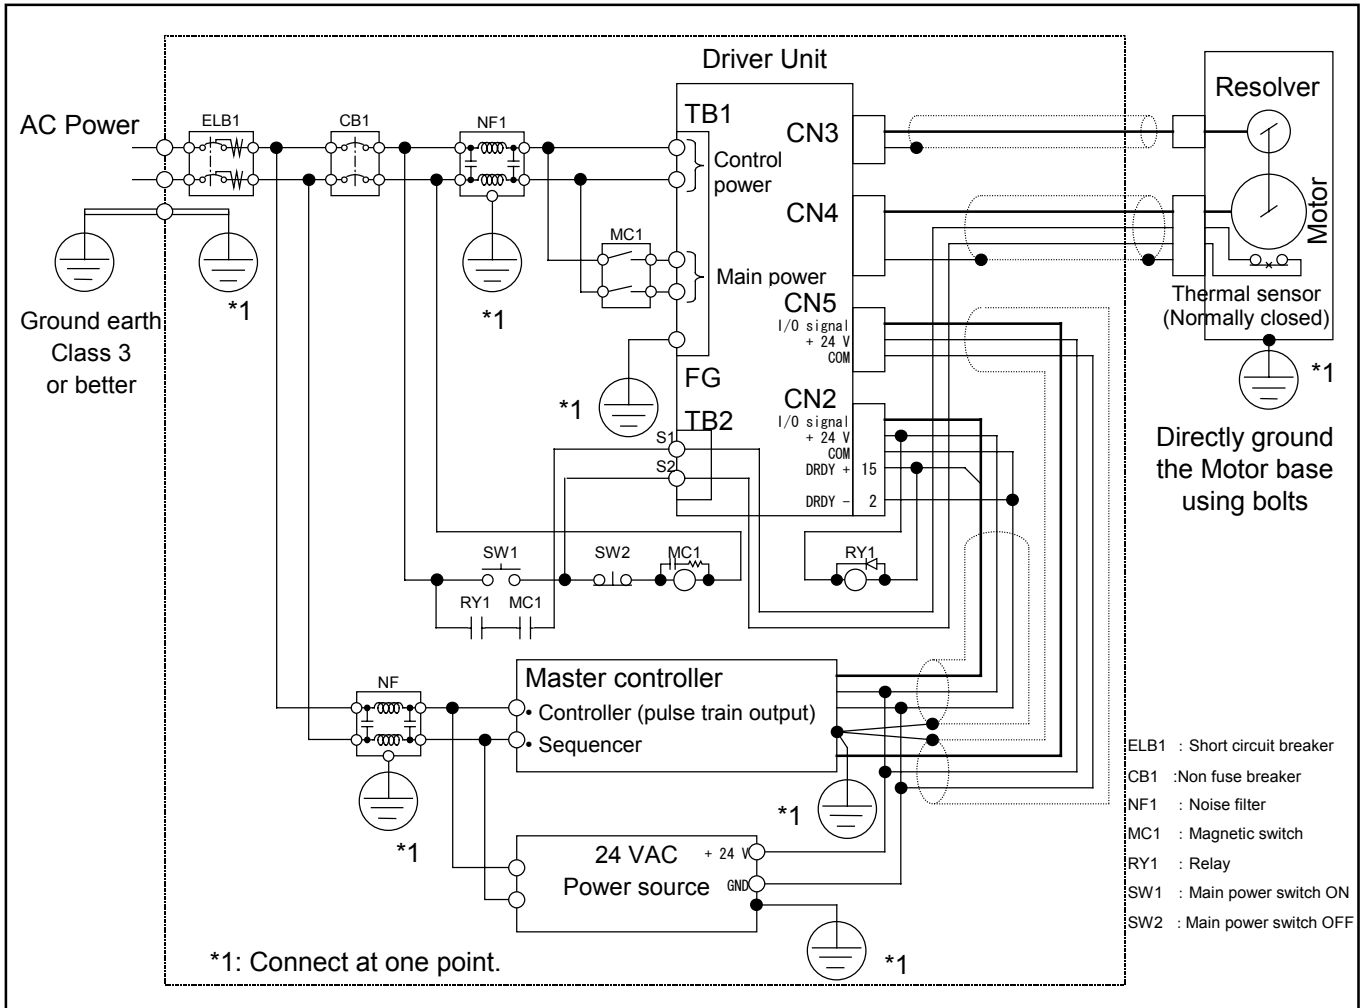 Driver Unit
AC Power
ELB1
CB1
NF1
TB1
Control
power
MC1
Main power
FG
TB2
S1
S2
CN3
CN4
CN5
I/O signal
+ 24 V
COM
CN2
I/O signal
+ 24 V
COM
DRDY + 15
DRDY - 2
Resolver
Motor
Thermal sensor
(Normally closed)
*1
Directly ground
the Motor base
using bolts
Ground earth
Class 3
or better
*1
*1
*1
SW1
SW2
MC1
RY1
RY1
MC1
NF
*1
Master controller
• Controller (pulse train output)
• Sequencer
*1
24 VAC
Power source
+ 24 V
GND
*1
*1: Connect at one point.
ELB1 : Short circuit breaker
CB1 :Non fuse breaker
NF1 : Noise filter
MC1 : Magnetic switch
RY1 : Relay
SW1 : Main power switch ON
SW2 : Main power switch OFF